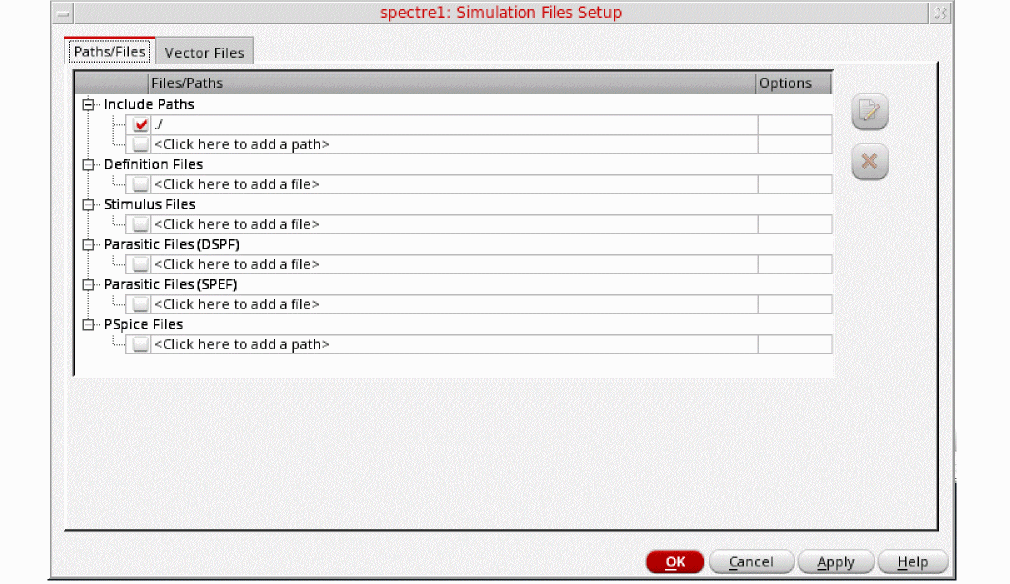 spectre1: Simulation Files Setup
Paths/Files Vector Files
Files/Paths Options
Include Paths
./
<Click here to add a path>
Definition Files
<Click here to add a file>
Stimulus Files
<Click here to add a file>
Parasitic Files (DSPF)
<Click here to add a file>
Parasitic Files (SPEF)
<Click here to add a file>
PSpice Files
<Click here to add a path>
OK Cancel Apply Help